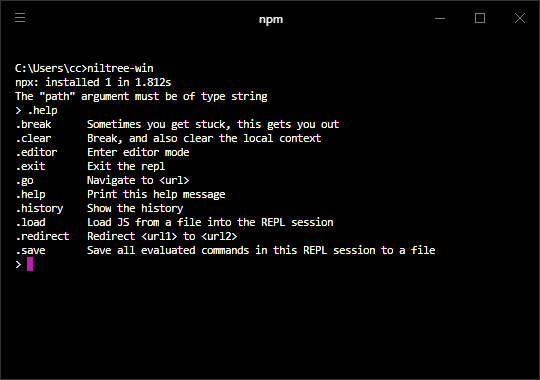 npm
C:\Users\cc>niltree-win
npx: installed 1 in 1.812s
The "path" argument must be of type string
> .help
.break     Sometimes you get stuck, this gets you out
.clear     Break, and also clear the local context
.editor    Enter editor mode
.exit      Exit the repl
.go        Navigate to <url>
.help      Print this help message
.history   Show the history
.load      Load JS from a file into the REPL session
.redirect  Redirect <url1> to <url2>
.save      Save all evaluated commands in this REPL session to a file
>